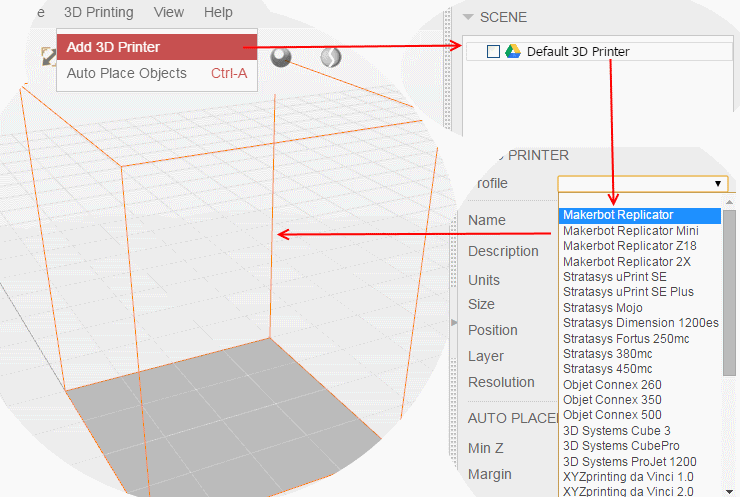 e 3D Printing View Help
Add 3D Printer
Auto Place Objects Ctrl-A
SCENE
Default 3D Printer
PRINTER
rofile
Name
Description
Units
Size
Position
Layer
Resolution
AUTO PLACE
Min Z
Margin
Makerbot Replicator
Makerbot Replicator Mini
Makerbot Replicator Z18
Makerbot Replicator 2X
Stratasys uPrint SE
Stratasys uPrint SE Plus
Stratasys Mojo
Stratasys Dimension 1200es
Stratasys Fortus 250mc
Stratasys 380mc
Stratasys 450mc
Objet Connex 260
Objet Connex 350
Objet Connex 500
3D Systems Cube 3
3D Systems CubePro
3D Systems ProJet 1200
XYZprinting da Vinci 1.0
XYZprinting da Vinci 2.0